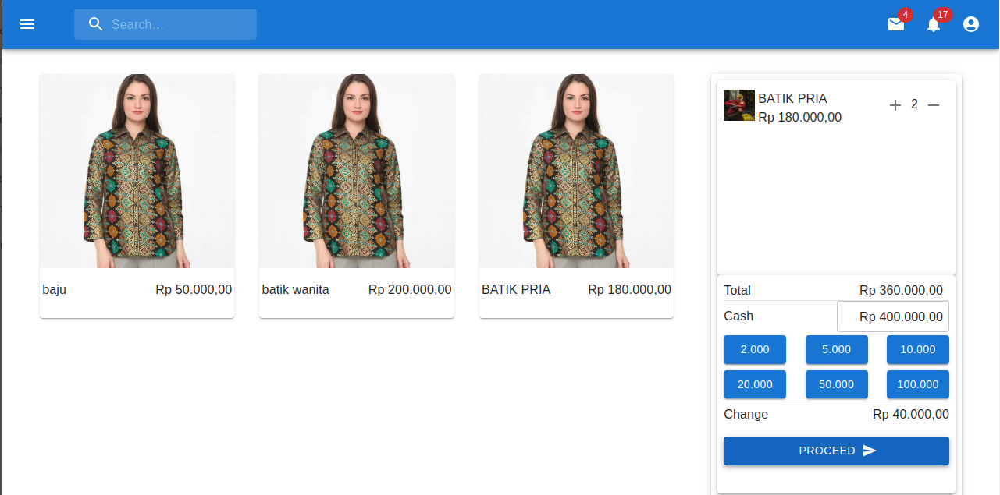 Search…
4
17
baju Rp 50.000,00
batik wanita Rp 200.000,00
BATIK PRIA Rp 180.000,00
BATIK PRIA
Rp 180.000,00
2
Total Rp 360.000,00
Cash Rp 400.000,00
2.000 5.000 10.000
20.000 50.000 100.000
Change Rp 40.000,00
PROCEED